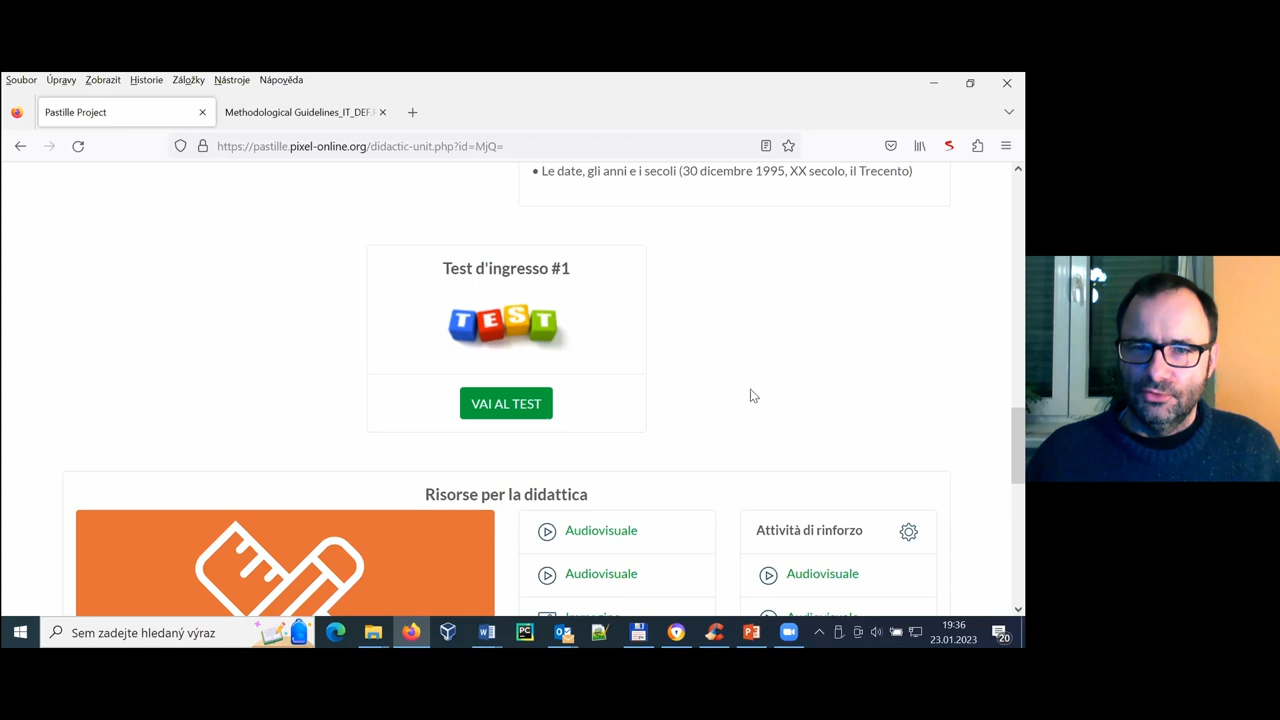 Soubor Úpravy Zobrazit Historie Záložky Nástroje Nápověda
Pastille Project
Methodological Guidelines_IT_DEF.
https://pastille.pixel-online.org/didactic-unit.php?id=MjQ=
• Le date, gli anni e i secoli (30 dicembre 1995, XX secolo, il Trecento)
Test d'ingresso #1
TEST
VAI AL TEST
Risorse per la didattica
Audiovisuale
Attività di rinforzo
Audiovisuale
Audiovisuale
Sem zadejte hledaný výraz
19:36
23.01.2023
20